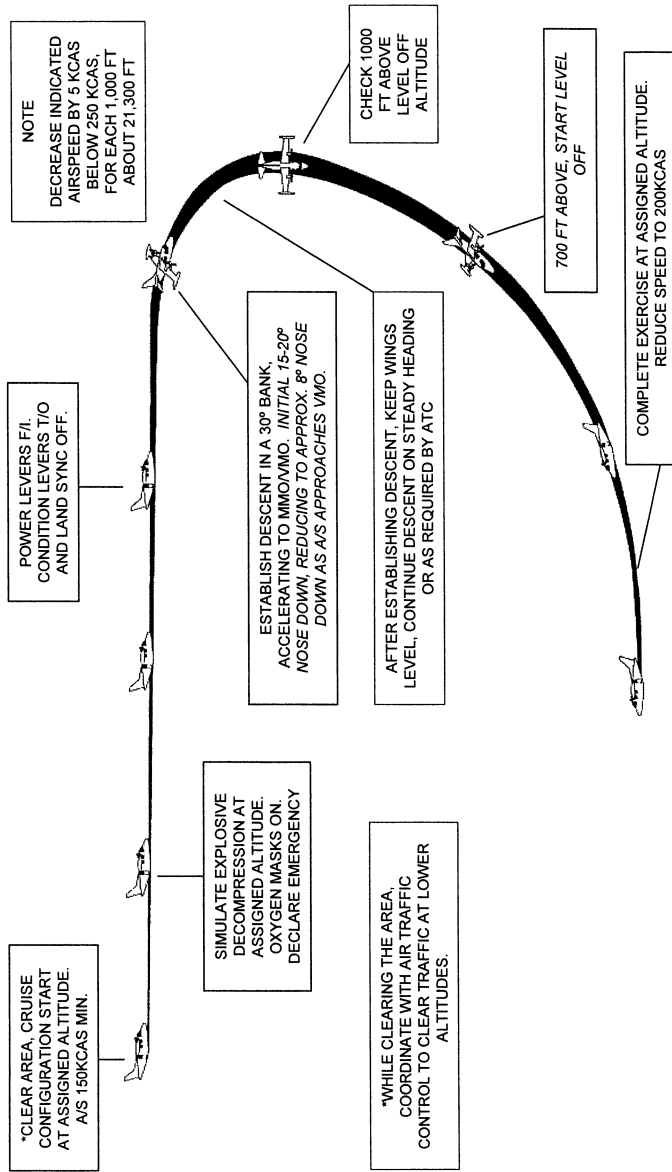 *CLEAR AREA, CRUISE
CONFIGURATION START
AT ASSIGNED ALTITUDE.
A/S 150KCAS MIN.
SIMULATE EXPLOSIVE
DECOMPRESSION AT
ASSIGNED ALTITUDE.
OXYGEN MASKS ON.
DECLARE EMERGENCY
POWER LEVERS F/I.
CONDITION LEVERS T/O
AND LAND SYNC OFF.
NOTE
DECREASE INDICATED
AIRSPEED BY 5 KCAS
BELOW 250 KCAS,
FOR EACH 1,000 FT
ABOUT 21,300 FT
ESTABLISH DESCENT IN A 30º BANK,
ACCELERATING TO MMO/VMO. INITIAL 15-20º
NOSE DOWN, REDUCING TO APPROX. 8º NOSE
DOWN AS A/S APPROACHES VMO.
AFTER ESTABLISHING DESCENT, KEEP WINGS
LEVEL, CONTINUE DESCENT ON STEADY HEADING
OR AS REQUIRED BY ATC
CHECK 1000
FT ABOVE
LEVEL OFF
ALTITUDE
700 FT ABOVE, START LEVEL
OFF
COMPLETE EXERCISE AT ASSIGNED ALTITUDE.
REDUCE SPEED TO 200KCAS
*WHILE CLEARING THE AREA,
COORDINATE WITH AIR TRAFFIC
CONTROL TO CLEAR TRAFFIC AT LOWER
ALTITUDES.